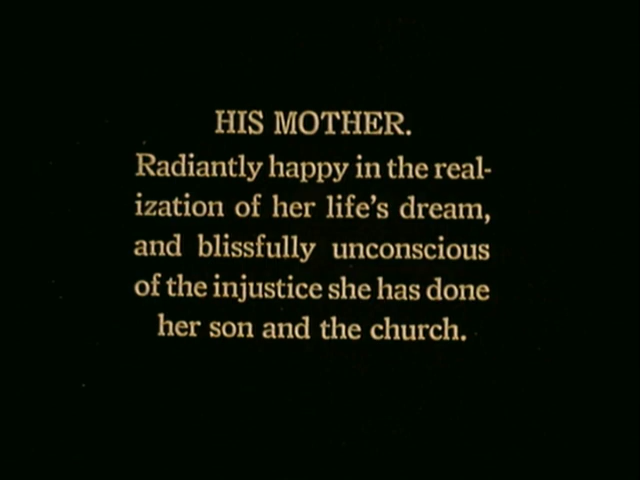 HIS MOTHER.
Radiantly happy in the real-
ization of her life's dream,
and blissfully unconscious
of the injustice she has done
her son and the church.